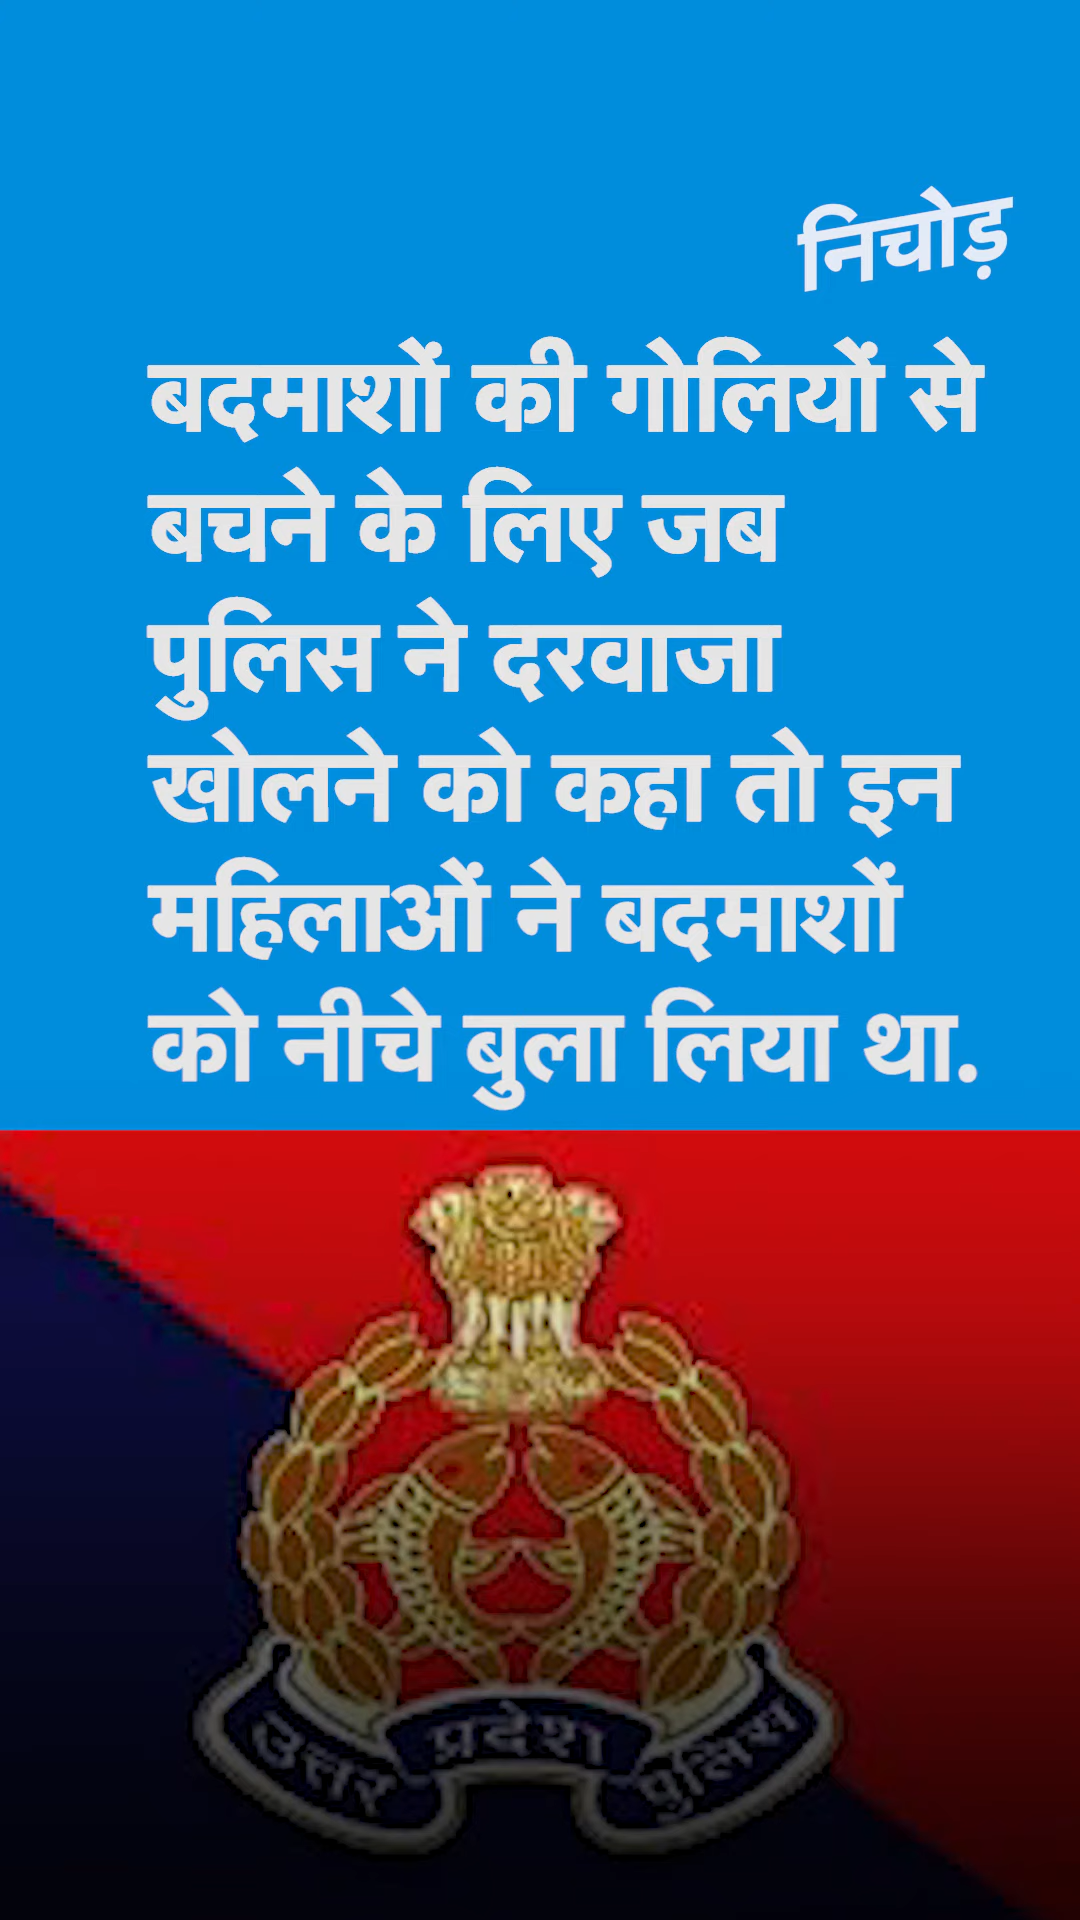 निचोड़
बदमाशों की गोलियों से
बचने के लिए जब
पुलिस ने दरवाजा
खोलने को कहा तो इन
महिलाओं ने बदमाशों
को नीचे बुला लिया था.
उत्तर प्रदेश पुलिस